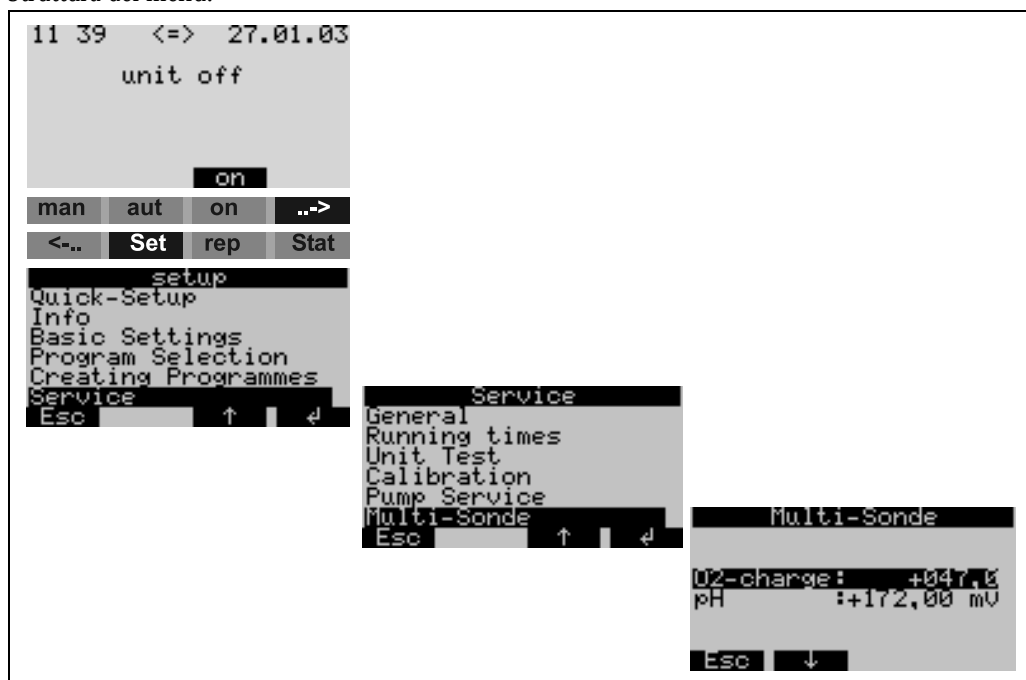 Struttura del menu:
11 39 <=> 27.01.03
unit off
on
man aut on ..->
<-.. Set rep Stat
setup
Quick-Setup
Info
Basic Settings
Program Selection
Creating Programmes
Service
Esc ↑ ↲
Service
General
Running times
Unit Test
Calibration
Pump Service
Multi-Sonde
Esc ↑ ↲
Multi-Sonde
O2-charge: +047,
pH :+172,00 mV
Esc ↓